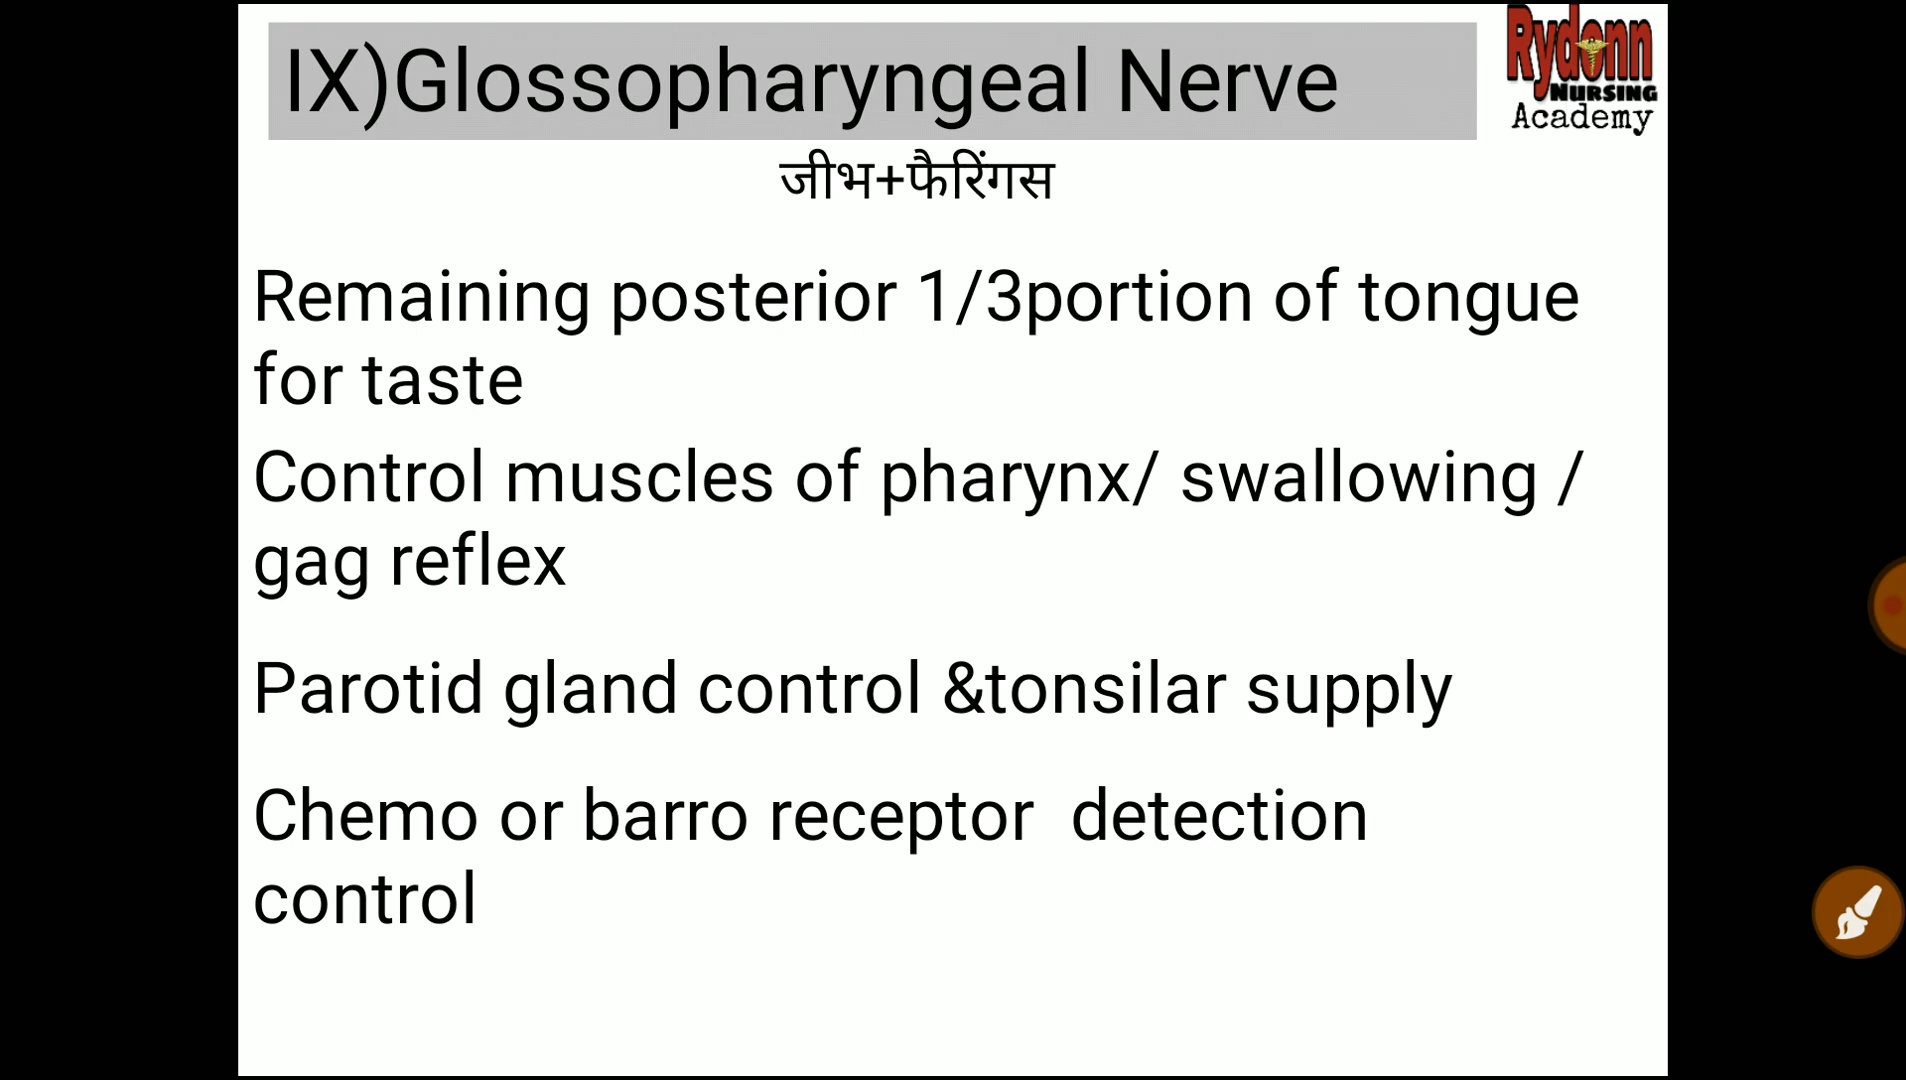 IX)Glossopharyngeal Nerve
Rydonn
NURSING
Academy
जीभ+फैरिंगस
Remaining posterior 1/3portion of tongue
for taste
Control muscles of pharynx/ swallowing /
gag reflex
Parotid gland control &tonsilar supply
Chemo or barro receptor  detection
control